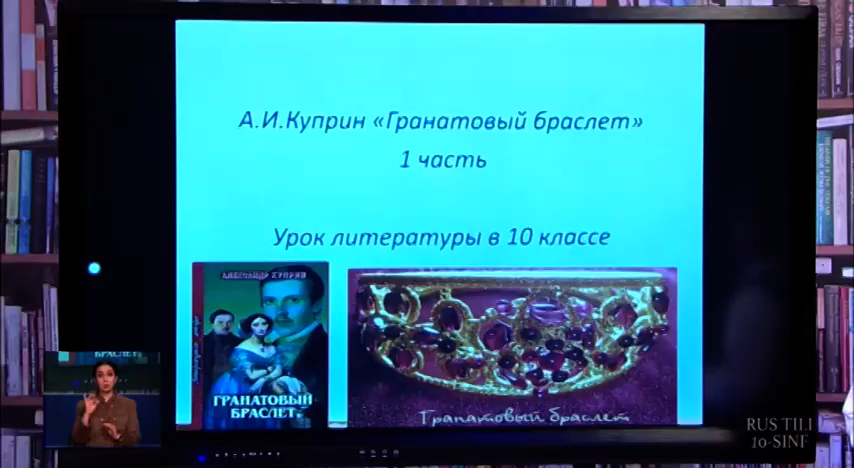 А.И.Куприн «Гранатовый браслет»
1 часть
Урок литературы в 10 классе
АЛЕКСАНДР КУПРИН
ГРАНАТОВЫЙ
БРАСЛЕТ
Гранатовый браслет
БРАСЛЕТ
RUS TILI
10-SINF